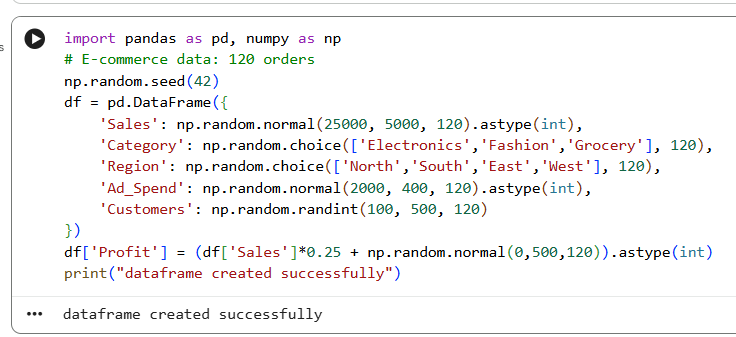 s
import pandas as pd, numpy as np
# E-commerce data: 120 orders
np.random.seed(42)
df = pd.DataFrame({
    'Sales': np.random.normal(25000, 5000, 120).astype(int),
    'Category': np.random.choice(['Electronics','Fashion','Grocery'], 120),
    'Region': np.random.choice(['North','South','East','West'], 120),
    'Ad_Spend': np.random.normal(2000, 400, 120).astype(int),
    'Customers': np.random.randint(100, 500, 120)
})
df['Profit'] = (df['Sales']*0.25 + np.random.normal(0,500,120)).astype(int)
print("dataframe created successfully")
dataframe created successfully